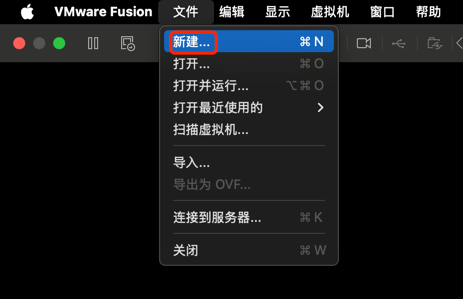 VMware Fusion 文件 编辑 显示 虚拟机 窗口 帮助
新建... ⌘ N
打开... ⌘ O
打开并运行... ⌥ ⌘ O
打开最近使用的
扫描虚拟机...
导入...
导出为 OVF...
连接到服务器... ⌘ K
关闭 ⌘ W